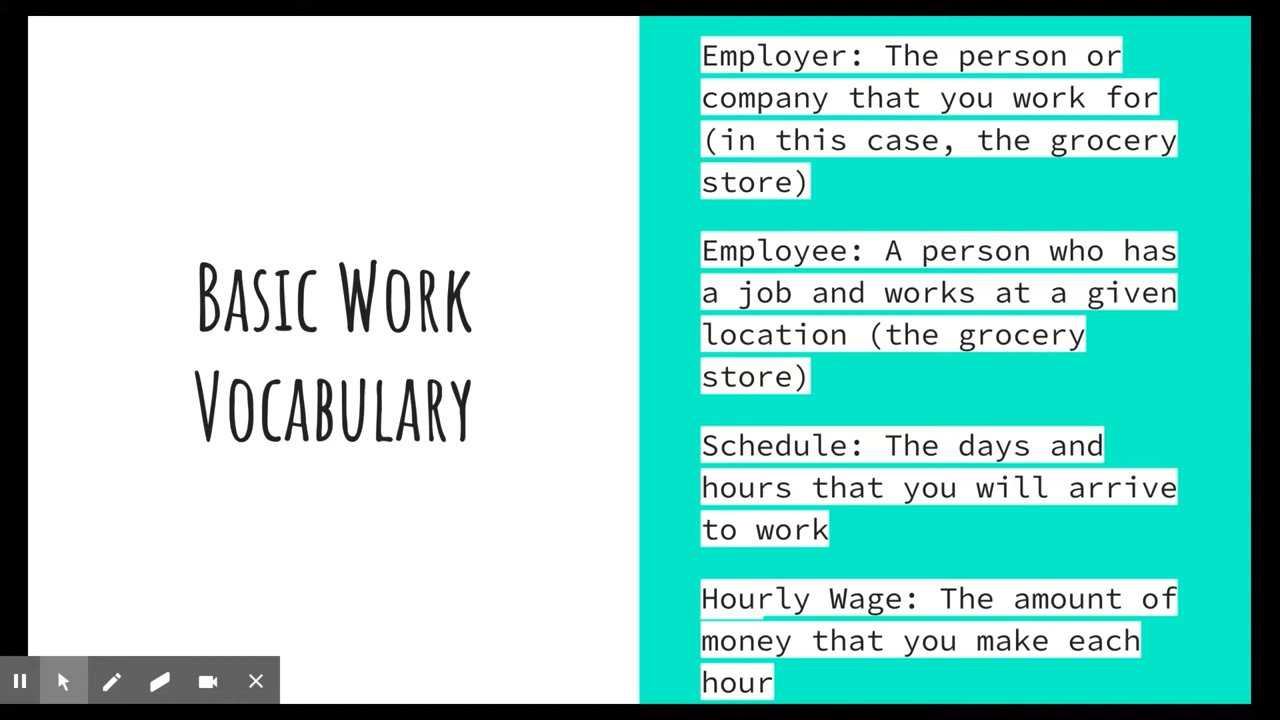 BASIC WORK
VOCABULARY
Employer: The person or
company that you work for
(in this case, the grocery
store)
Employee: A person who has
a job and works at a given
location (the grocery
store)
Schedule: The days and
hours that you will arrive
to work
Hourly Wage: The amount of
money that you make each
hour